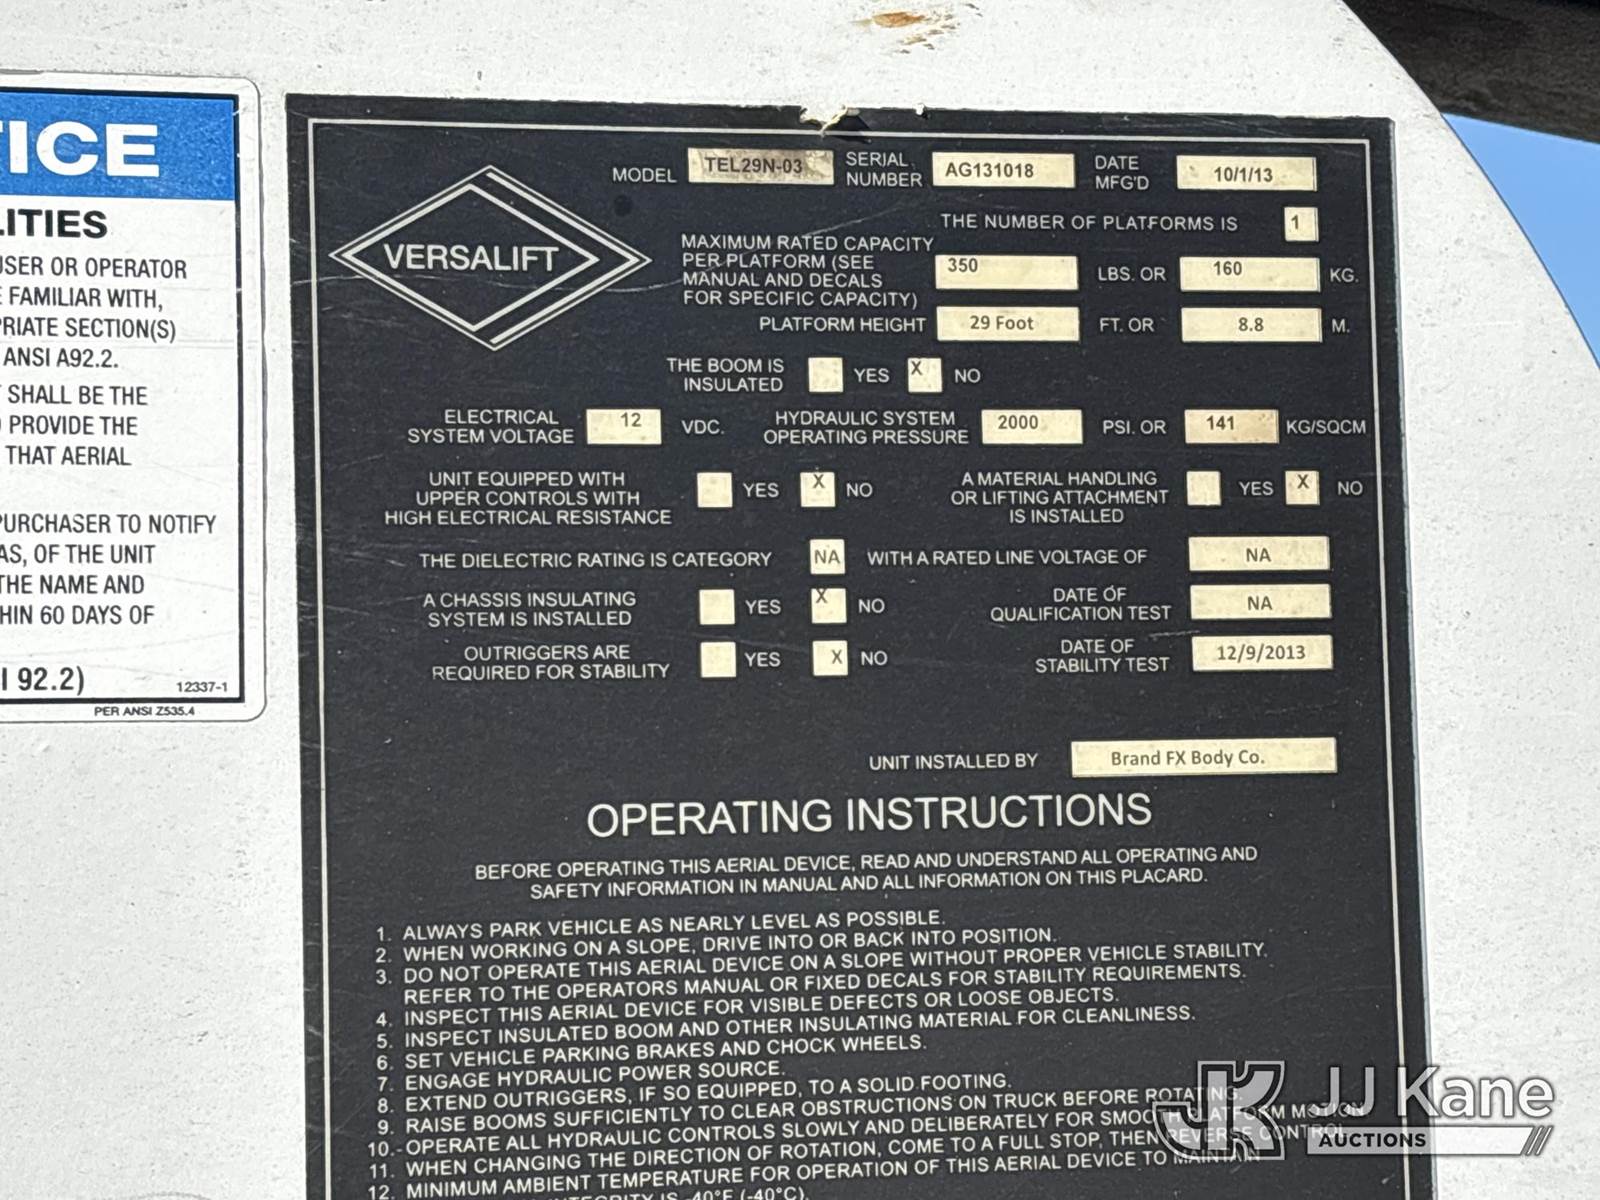 ICE
LITIES
USER OR OPERATOR
FAMILIAR WITH,
PRIATE SECTION(S)
ANSI A92.2.
SHALL BE THE
PROVIDE THE
THAT AERIAL
PURCHASER TO NOTIFY
AS, OF THE UNIT
THE NAME AND
HIN 60 DAYS OF
I 92.2)
12337-1
PER ANSI Z535.4
VERSALIFT
MODEL TEL29N-03 SERIAL NUMBER AG131018 DATE MFG'D 10/1/13
THE NUMBER OF PLATFORMS IS 1
MAXIMUM RATED CAPACITY
PER PLATFORM (SEE
MANUAL AND DECALS
FOR SPECIFIC CAPACITY) 350 LBS. OR 160 KG.
PLATFORM HEIGHT 29 Foot FT. OR 8.8 M.
THE BOOM IS
INSULATED YES X NO
ELECTRICAL
SYSTEM VOLTAGE 12 VDC. HYDRAULIC SYSTEM
OPERATING PRESSURE 2000 PSI. OR 141 KG/SQCM
UNIT EQUIPPED WITH
UPPER CONTROLS WITH
HIGH ELECTRICAL RESISTANCE YES X NO
A MATERIAL HANDLING
OR LIFTING ATTACHMENT
IS INSTALLED YES X NO
THE DIELECTRIC RATING IS CATEGORY NA WITH A RATED LINE VOLTAGE OF NA
A CHASSIS INSULATING
SYSTEM IS INSTALLED YES X NO
DATE OF
QUALIFICATION TEST NA
OUTRIGGERS ARE
REQUIRED FOR STABILITY YES X NO
DATE OF
STABILITY TEST 12/9/2013
UNIT INSTALLED BY Brand FX Body Co.
OPERATING INSTRUCTIONS
BEFORE OPERATING THIS AERIAL DEVICE, READ AND UNDERSTAND ALL OPERATING AND
SAFETY INFORMATION IN MANUAL AND ALL INFORMATION ON THIS PLACARD.
1. ALWAYS PARK VEHICLE AS NEARLY LEVEL AS POSSIBLE.
2. WHEN WORKING ON A SLOPE, DRIVE INTO OR BACK INTO POSITION.
3. DO NOT OPERATE THIS AERIAL DEVICE ON A SLOPE WITHOUT PROPER VEHICLE STABILITY.
REFER TO THE OPERATORS MANUAL OR FIXED DECALS FOR STABILITY REQUIREMENTS.
4. INSPECT THIS AERIAL DEVICE FOR VISIBLE DEFECTS OR LOOSE OBJECTS.
5. INSPECT INSULATED BOOM AND OTHER INSULATING MATERIAL FOR CLEANLINESS.
6. SET VEHICLE PARKING BRAKES AND CHOCK WHEELS.
7. ENGAGE HYDRAULIC POWER SOURCE.
8. EXTEND OUTRIGGERS, IF SO EQUIPPED, TO A SOLID FOOTING.
9. RAISE BOOMS SUFFICIENTLY TO CLEAR OBSTRUCTIONS ON TRUCK BEFORE ROTATING.
10. OPERATE ALL HYDRAULIC CONTROLS SLOWLY AND DELIBERATELY FOR SMOOTH PLATFORM MOTION
11. WHEN CHANGING THE DIRECTION OF ROTATION, COME TO A FULL STOP, THEN REVERSE CONTROL
12. MINIMUM AMBIENT TEMPERATURE FOR OPERATION OF THIS AERIAL DEVICE TO MAINTAIN
INTEGRITY IS -40°F (-40°C).
JK JJ Kane
AUCTIONS